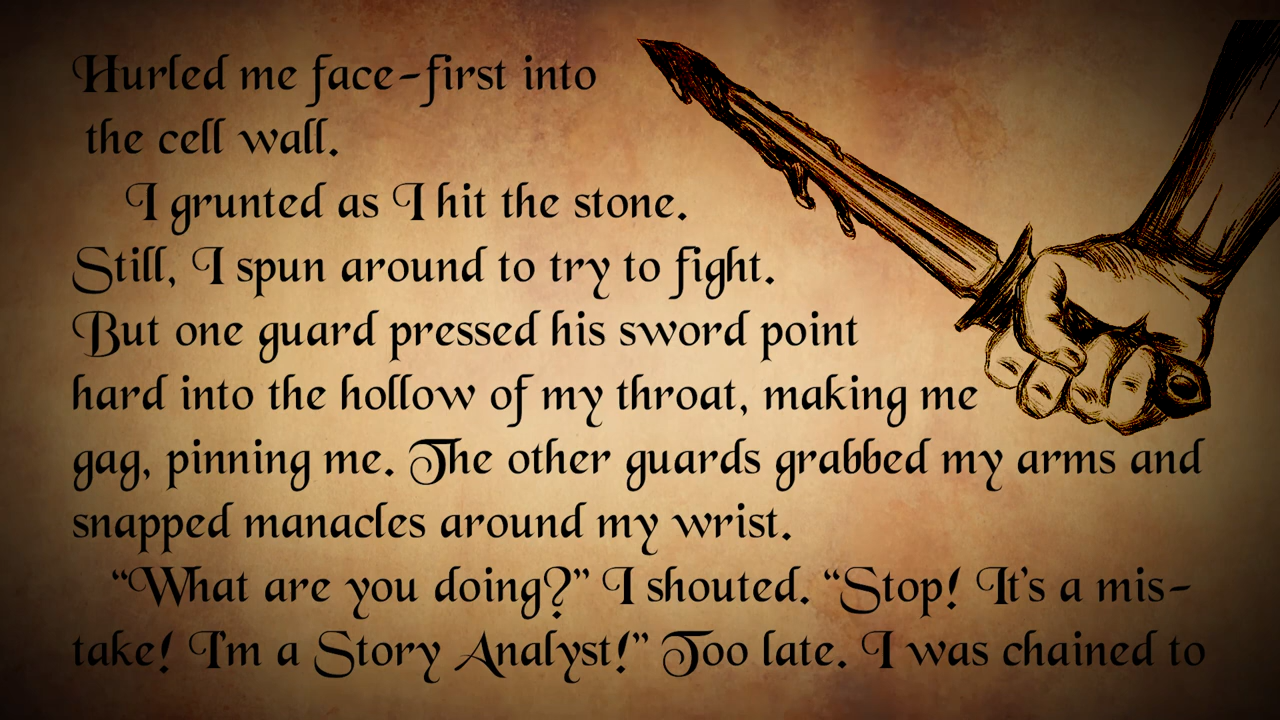 Hurled me face-first into
the cell wall.
I grunted as I hit the stone.
Still, I spun around to try to fight.
But one guard pressed his sword point
hard into the hollow of my throat, making me
gag, pinning me. The other guards grabbed my arms and
snapped manacles around my wrist.
“What are you doing?” I shouted. “Stop! It's a mis-
take! I'm a Story Analyst!” Too late. I was chained to